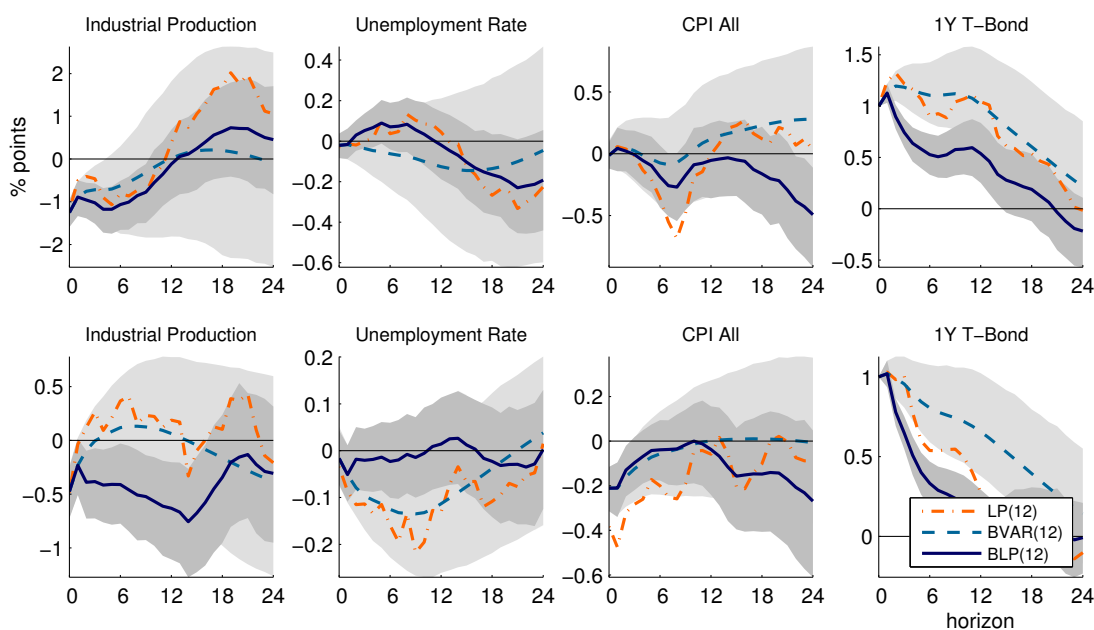 Industrial Production
Unemployment Rate
CPI All
1Y T−Bond
% points
2
1
0
−1
−2
0 6 12 18 24
0.4
0.2
0
−0.2
−0.4
−0.6
0 6 12 18 24
0.5
0
−0.5
0 6 12 18 24
1.5
1
0.5
0
−0.5
0 6 12 18 24
Industrial Production
Unemployment Rate
CPI All
1Y T−Bond
0.5
0
−0.5
−1
0 6 12 18 24
0.2
0.1
0
−0.1
−0.2
0 6 12 18 24
0.2
0
−0.2
−0.4
−0.6
0 6 12 18 24
1
0.5
0
LP(12)
BVAR(12)
BLP(12)
0 6 12 18 24
horizon